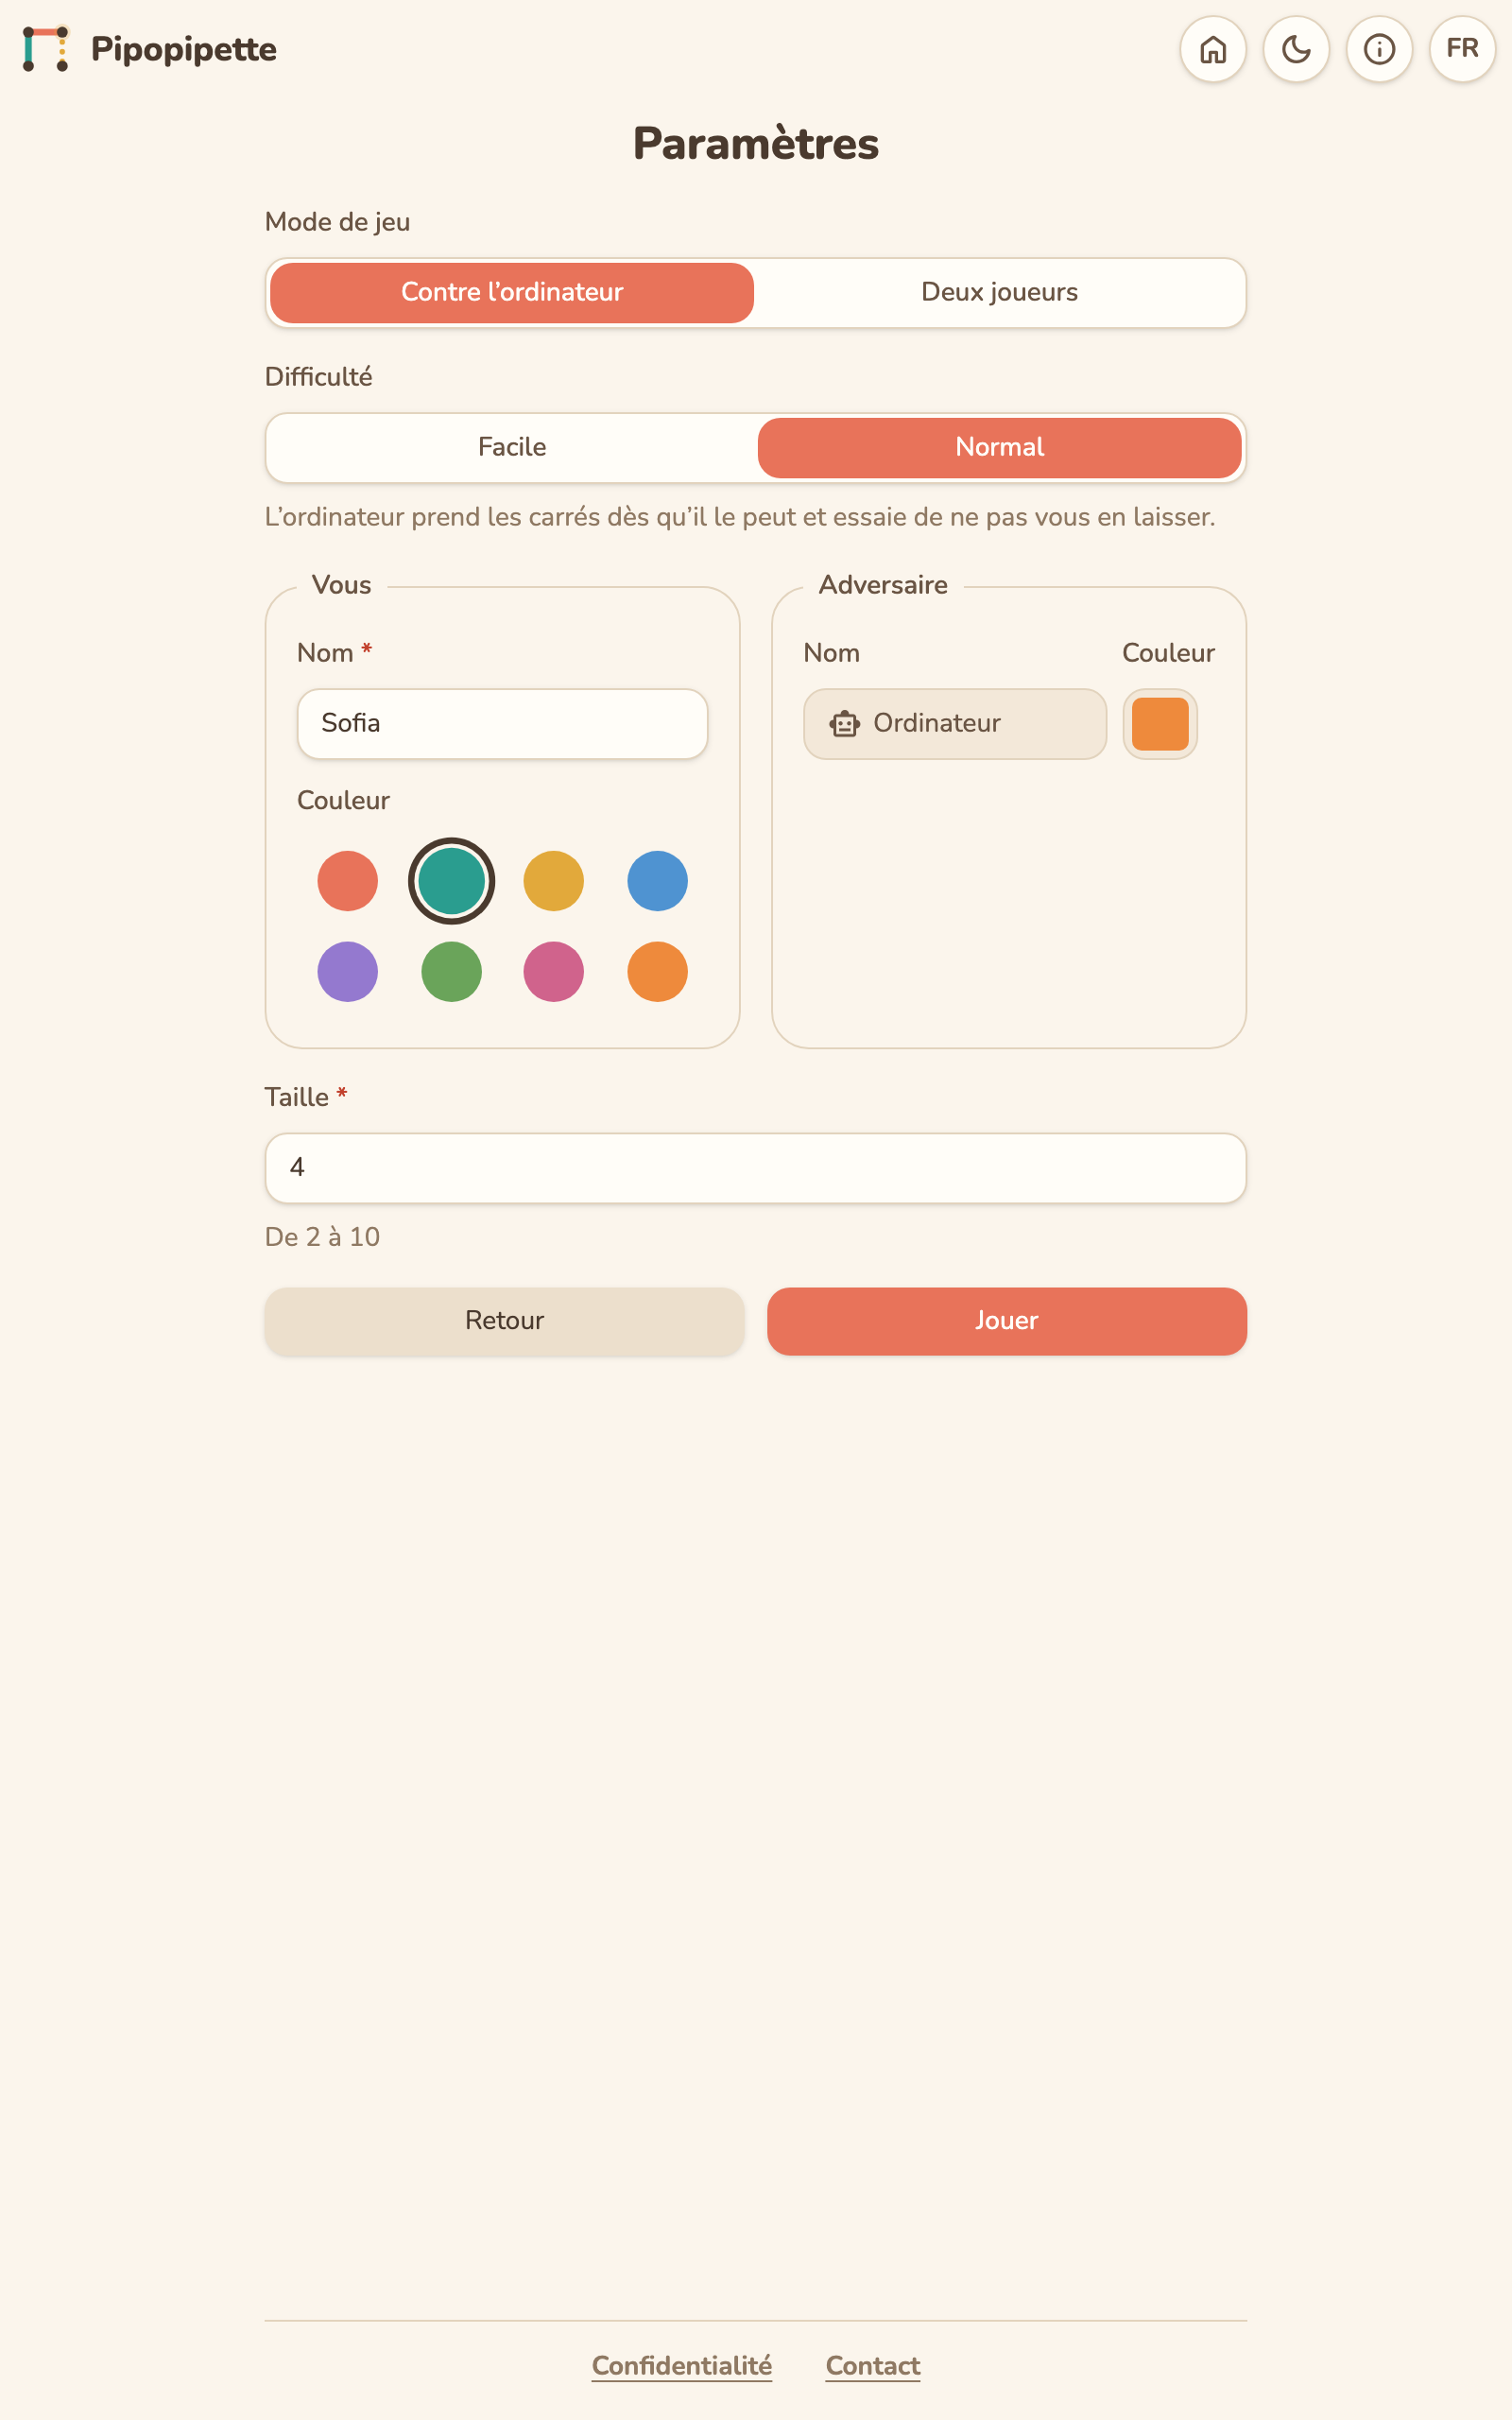 Pipopipette
FR
Paramètres
Mode de jeu
Contre l’ordinateur
Deux joueurs
Difficulté
Facile
Normal
L’ordinateur prend les carrés dès qu’il le peut et essaie de ne pas vous en laisser.
Vous
Nom *
Sofia
Couleur
Adversaire
Nom
Couleur
Ordinateur
Taille *
4
De 2 à 10
Retour
Jouer
Confidentialité
Contact